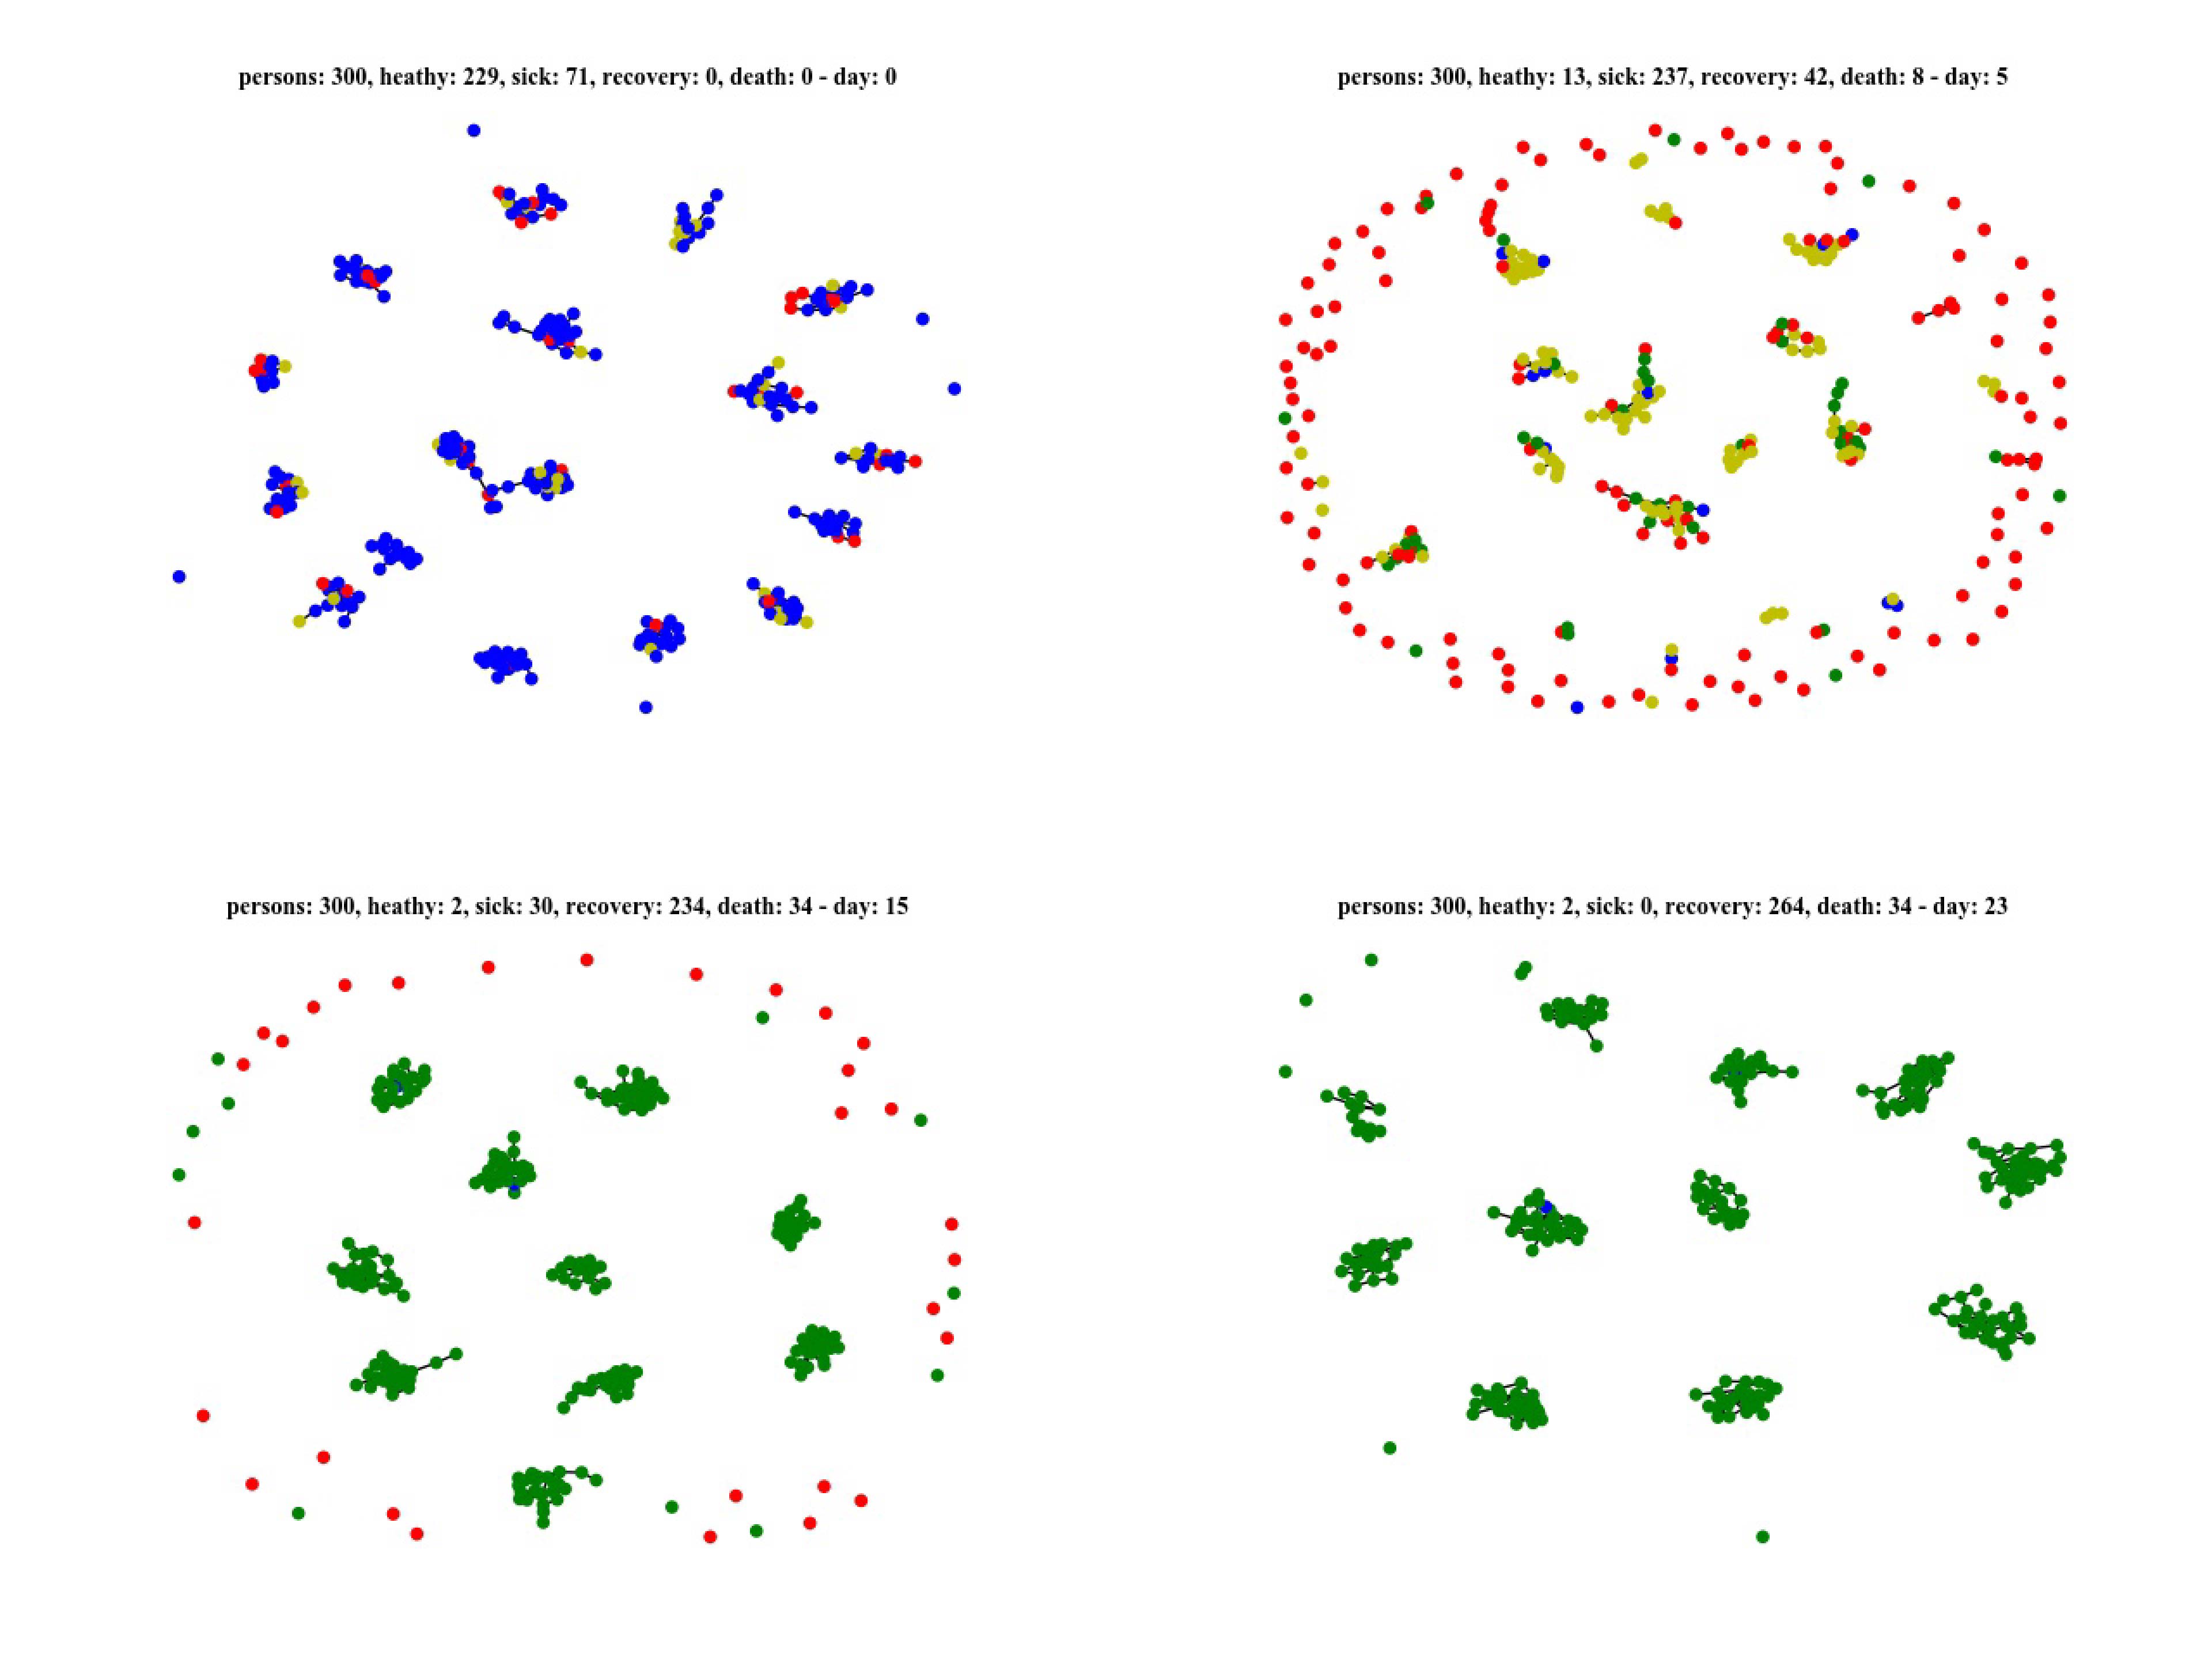 persons: 300, heathy: 229, sick: 71, recovery: 0, death: 0 - day: 0
persons: 300, heathy: 13, sick: 237, recovery: 42, death: 8 - day: 5
persons: 300, heathy: 2, sick: 30, recovery: 234, death: 34 - day: 15
persons: 300, heathy: 2, sick: 0, recovery: 264, death: 34 - day: 23